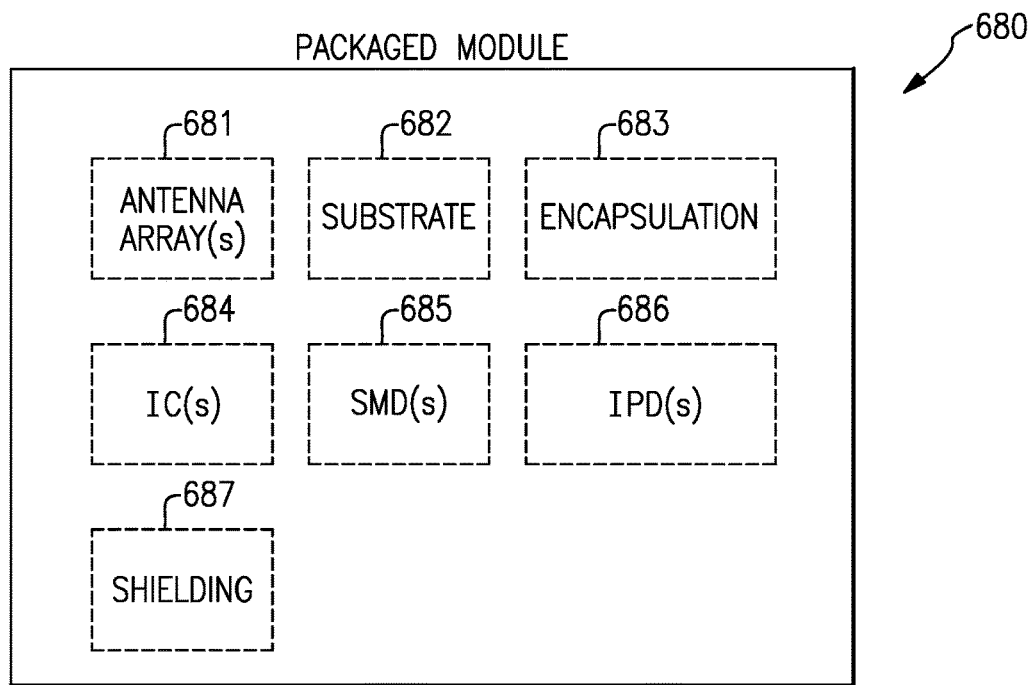 680
PACKAGED MODULE
681
682
683
ANTENNA
ARRAY(s)
SUBSTRATE
ENCAPSULATION
684
685
686
IC(s)
SMD(s)
IPD(s)
687
SHIELDING